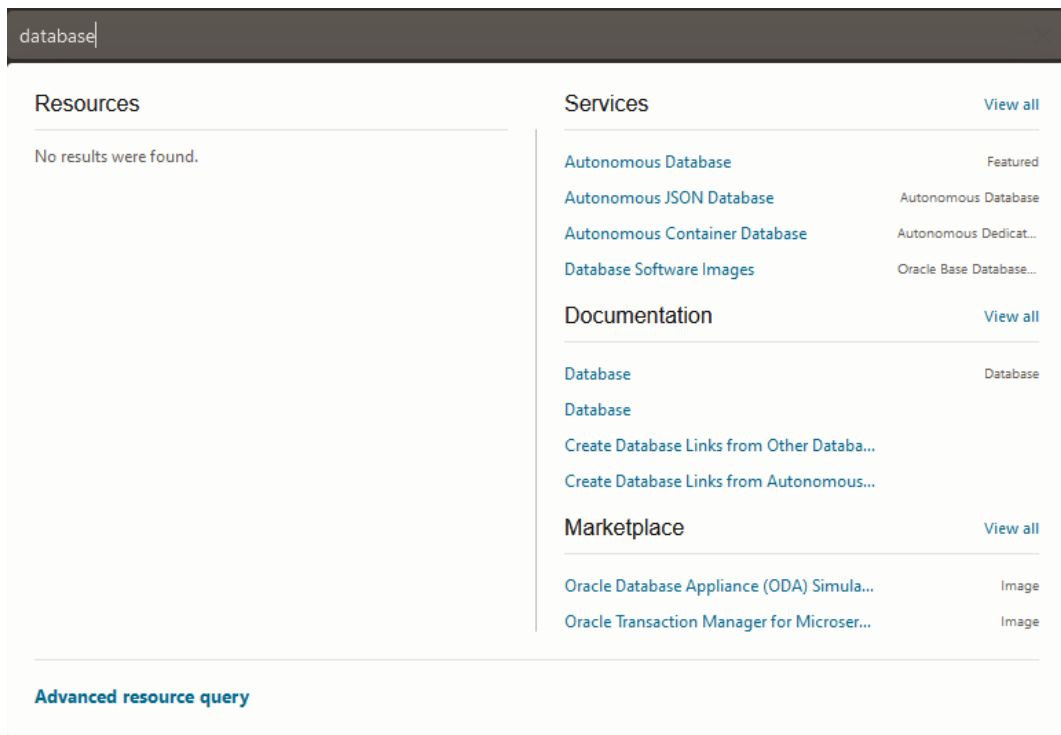 database
Resources
No results were found.
Services View all
Autonomous Database Featured
Autonomous JSON Database Autonomous Database
Autonomous Container Database Autonomous Dedicat...
Database Software Images Oracle Base Database...
Documentation View all
Database Database
Database
Create Database Links from Other Databa...
Create Database Links from Autonomous...
Marketplace View all
Oracle Database Appliance (ODA) Simula... Image
Oracle Transaction Manager for Microser... Image
Advanced resource query